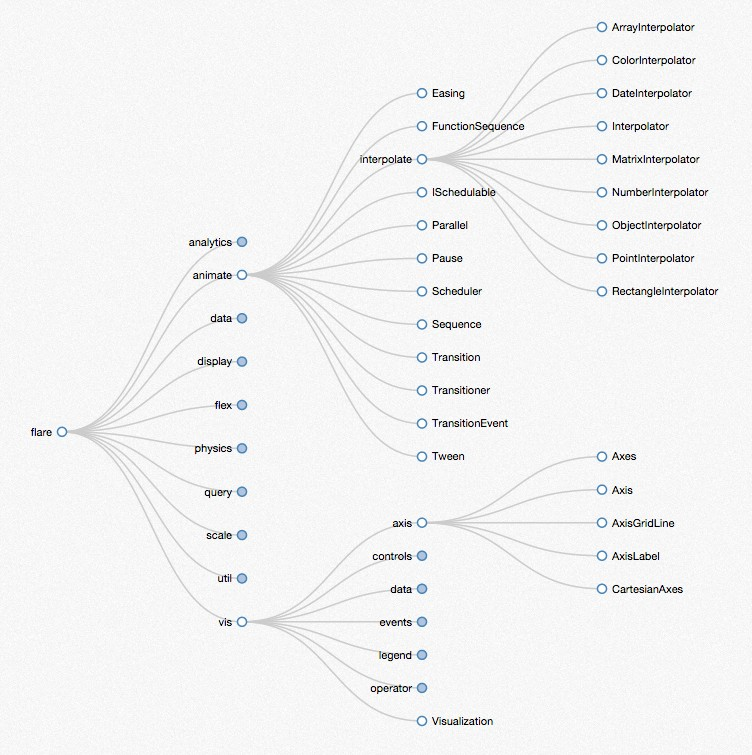 flare
analytics
animate
data
display
flex
physics
query
scale
util
vis
Easing
FunctionSequence
interpolate
ISchedulable
Parallel
Pause
Scheduler
Sequence
Transition
Transitioner
TransitionEvent
Tween
axis
controls
data
events
legend
operator
Visualization
ArrayInterpolator
ColorInterpolator
DateInterpolator
Interpolator
MatrixInterpolator
NumberInterpolator
ObjectInterpolator
PointInterpolator
RectangleInterpolator
Axes
Axis
AxisGridLine
AxisLabel
CartesianAxes